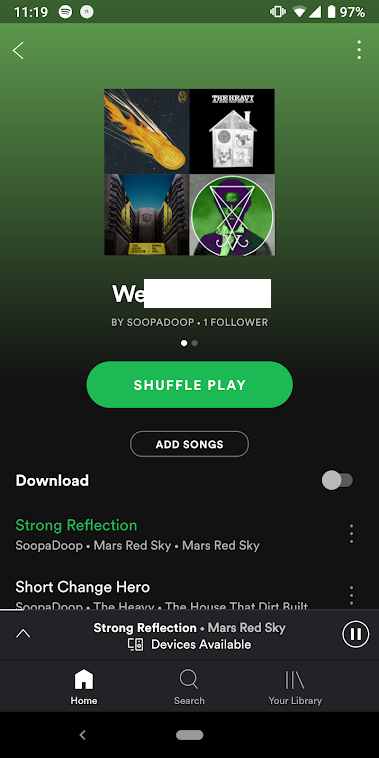 11:19
97%
THE HEAVY
We
BY SOOPADOOP • 1 FOLLOWER
SHUFFLE PLAY
ADD SONGS
Download
Strong Reflection
SoopaDoop • Mars Red Sky • Mars Red Sky
Short Change Hero
SoopaDoop • The Heavy • The House That Dirt Built
Strong Reflection • Mars Red Sky
Devices Available
Home
Search
Your Library